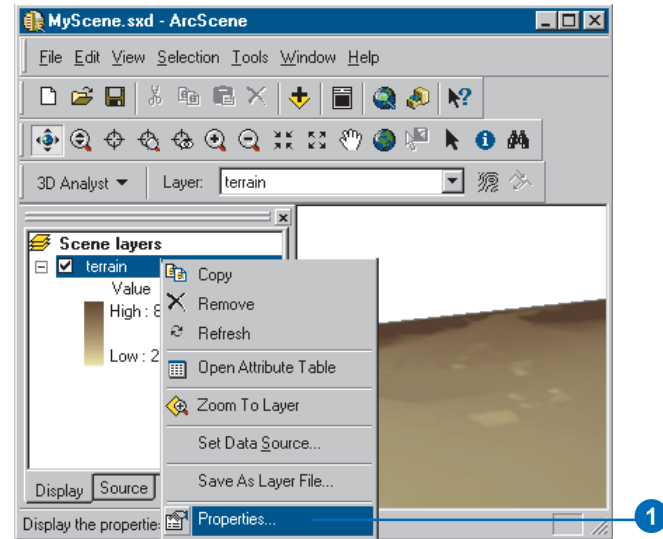 MyScene.sxd - ArcScene
File Edit View Selection Tools Window Help
3D Analyst Layer: terrain
Scene layers
terrain
Value
High : 8
Low : 2
Copy
Remove
Refresh
Open Attribute Table
Zoom To Layer
Set Data Source...
Save As Layer File...
Properties...
Display Source
Display the propertie
1